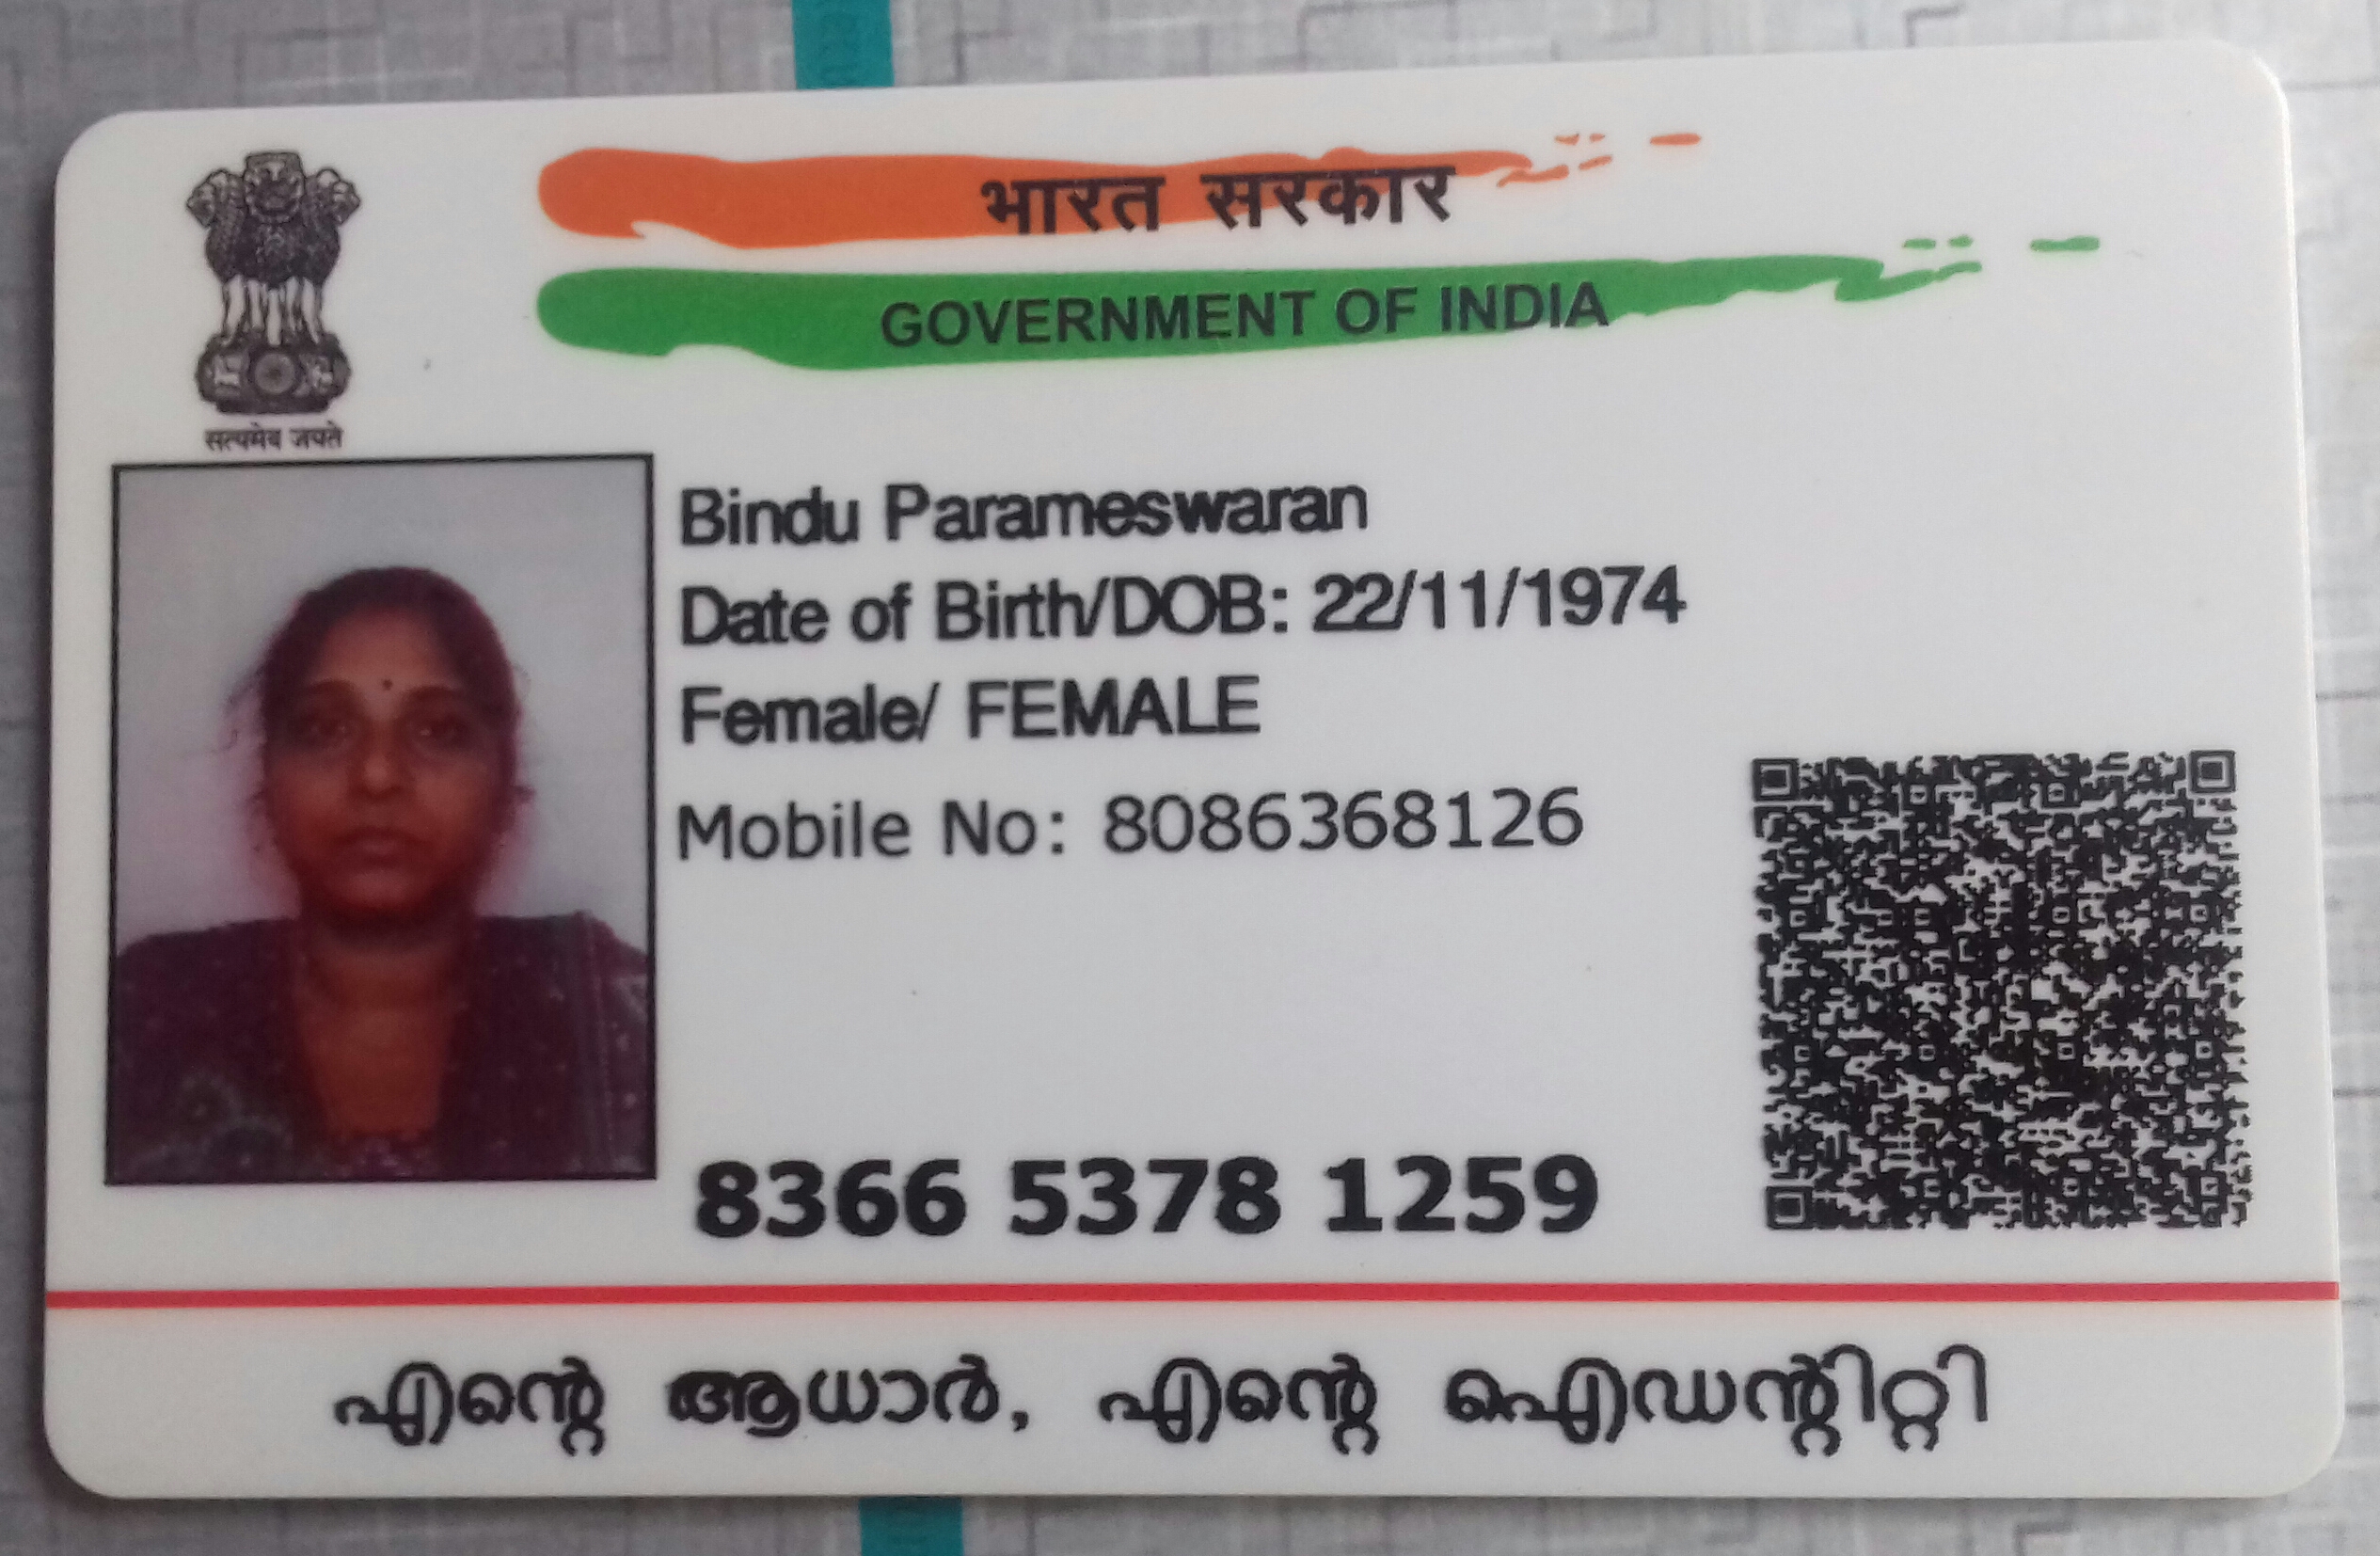 भारत सरकार
GOVERNMENT OF INDIA
सत्यमेव जयते
Bindu Parameswaran
Date of Birth/DOB: 22/11/1974
Female/ FEMALE
Mobile No: 8086368126
8366 5378 1259
എന്റെ ആധാർ, എന്റെ ഐഡന്റിറ്റി